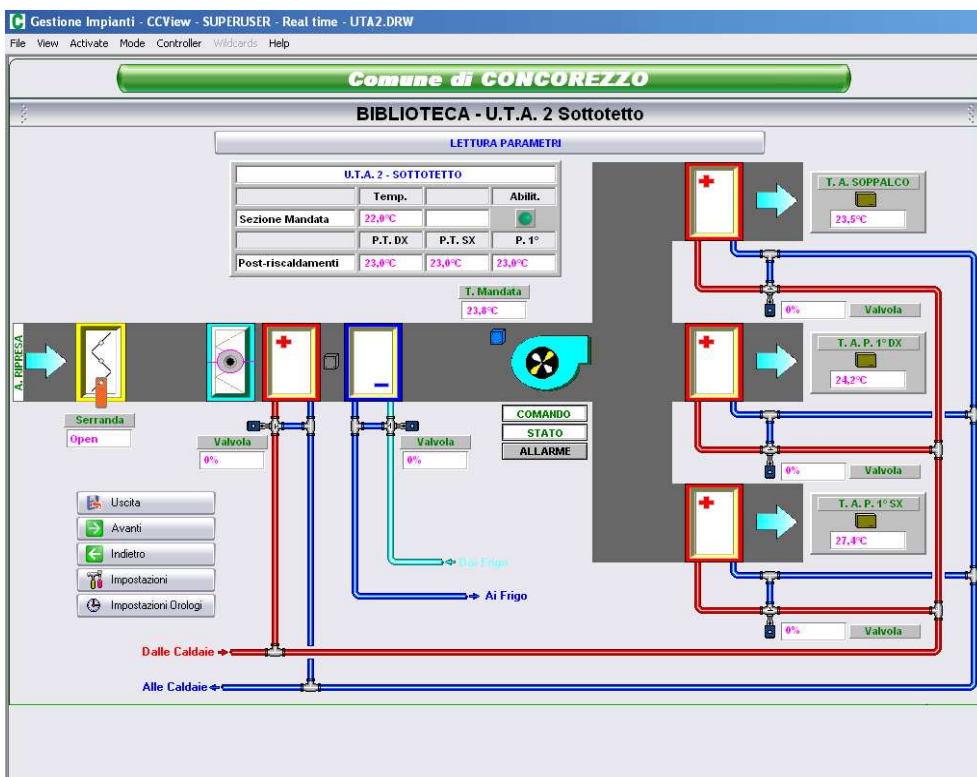 Gestione Impianti - CCView - SUPERUSER - Real time - UTA2.DRW
File View Activate Mode Controller Wildcards Help
Comune di CONCOREZZO
BIBLIOTECA - U.T.A. 2 Sottotetto
LETTURA PARAMETRI
U.T.A. 2 - SOTTOTETTO
Temp. Abilit.
Sezione Mandata 22,0°C
P.T. DX P.T. SX P. 1°
Post-riscaldamenti 23,0°C 23,0°C 23,0°C
T. A. SOPPALCO
23,5°C
T. Mandata
23,8°C
0% Valvola
A. RIPRESA
T. A. P. 1° DX
24,2°C
Serranda
Open
Valvola
0%
Valvola
0%
COMANDO
STATO
ALLARME
0% Valvola
T. A. P. 1° SX
27,4°C
Uscita
Avanti
Indietro
Impostazioni
Impostazioni Orologi
Dai Frigo
Ai Frigo
0% Valvola
Dalle Caldaie
Alle Caldaie